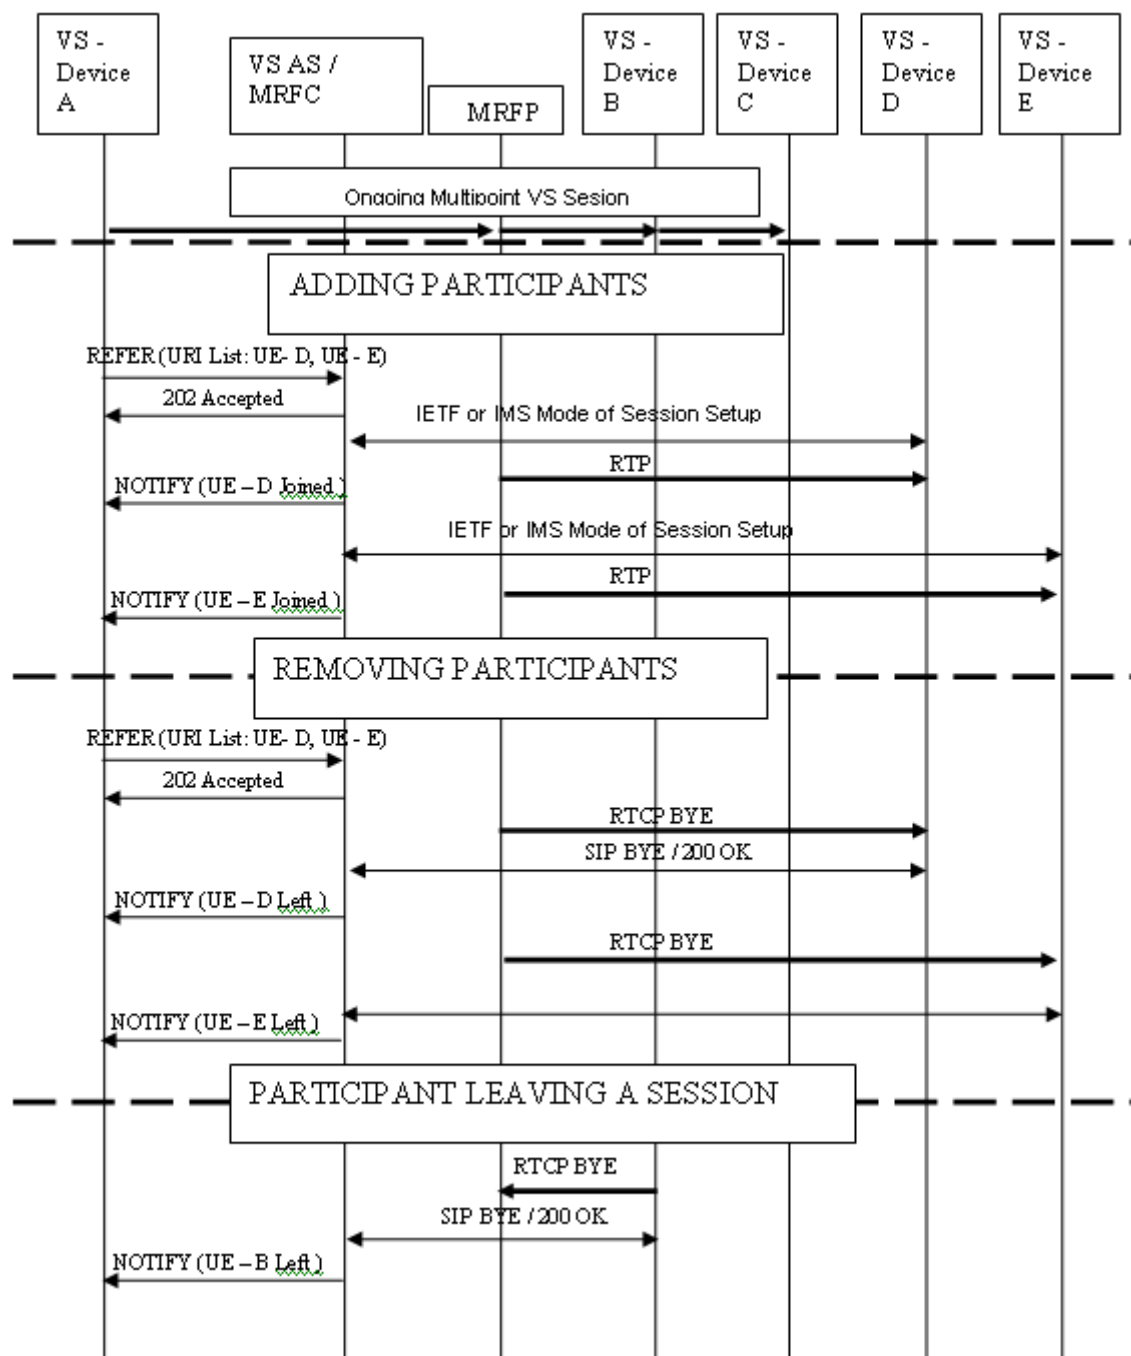 VS -
Device
A
VS AS /
MRFC
MRFP
VS -
Device
B
VS -
Device
C
VS -
Device
D
VS -
Device
E
Ongoing Multipoint VS Sesion
ADDING PARTICIPANTS
REFER (URI List: UE- D, UE - E)
202 Accepted
IETF or IMS Mode of Session Setup
RTP
NOTIFY (UE – D Joined )
IETF or IMS Mode of Session Setup
RTP
NOTIFY (UE – E Joined )
REMOVING PARTICIPANTS
REFER (URI List: UE- D, UE - E)
202 Accepted
RTCP BYE
SIP BYE / 200 OK
NOTIFY (UE – D Left )
RTCP BYE
NOTIFY (UE – E Left )
PARTICIPANT LEAVING A SESSION
RTCP BYE
SIP BYE / 200 OK
NOTIFY (UE – B Left )